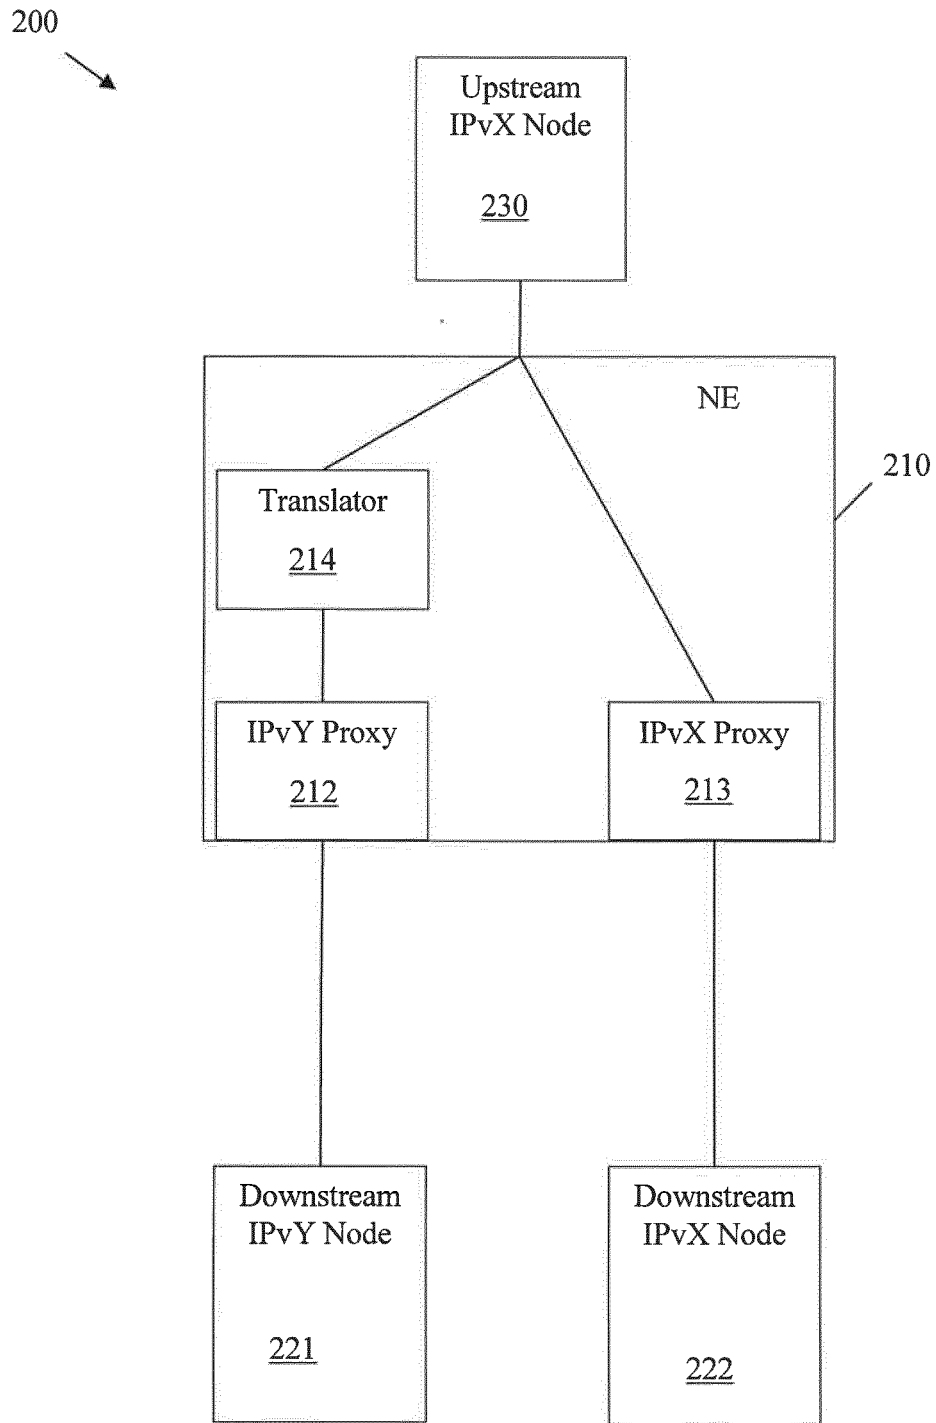 200
Upstream
IPvX Node
230
NE
210
Translator
214
IPvY Proxy
212
IPvX Proxy
213
Downstream
IPvY Node
221
Downstream
IPvX Node
222